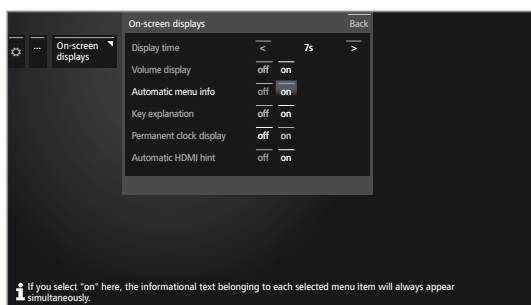 On-screen displays
Back
...
On-screen
displays
Display time < 7s >
Volume display off on
Automatic menu info off on
Key explanation off on
Permanent clock display off on
Automatic HDMI hint off on
If you select "on" here, the informational text belonging to each selected menu item will always appear
simultaneously.